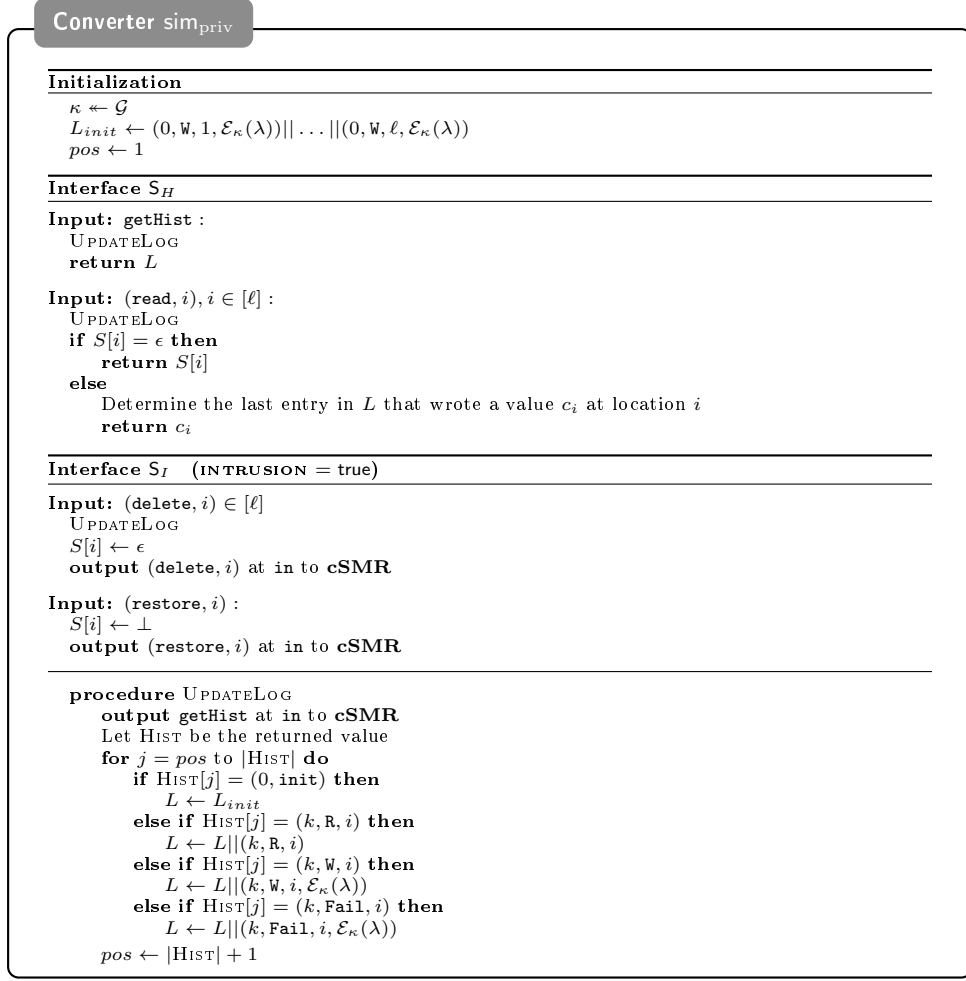 Converter sim_priv
Initialization
κ ↞ 𝒢
L_init ← (0, W, 1, ℰ_κ(λ))|| . . . ||(0, W, ℓ, ℰ_κ(λ))
pos ← 1
Interface S_H
Input: getHist :
UpdateLog
return L
Input: (read, i), i ∈ [ℓ] :
UpdateLog
if S[i] = ϵ then
return S[i]
else
Determine the last entry in L that wrote a value c_i at location i
return c_i
Interface S_I (INTRUSION = true)
Input: (delete, i) ∈ [ℓ]
UpdateLog
S[i] ← ϵ
output (delete, i) at in to cSMR
Input: (restore, i) :
S[i] ← ⊥
output (restore, i) at in to cSMR
procedure UpdateLog
output getHist at in to cSMR
Let Hist be the returned value
for j = pos to |Hist| do
if Hist[j] = (0, init) then
L ← L_init
else if Hist[j] = (k, R, i) then
L ← L||(k, R, i)
else if Hist[j] = (k, W, i) then
L ← L||(k, W, i, ℰ_κ(λ))
else if Hist[j] = (k, Fail, i) then
L ← L||(k, Fail, i, ℰ_κ(λ))
pos ← |Hist| + 1